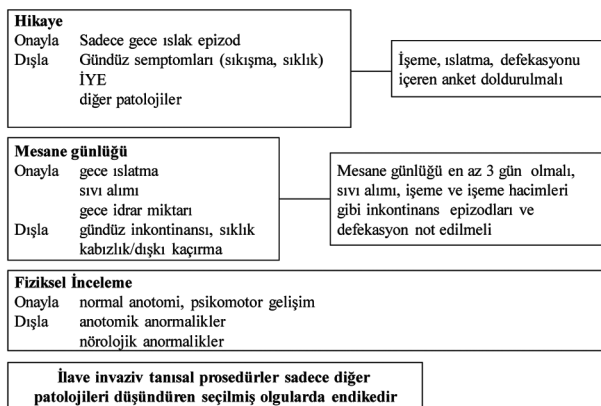 Hikaye
Onayla Sadece gece ıslak epizod
Dışla Gündüz semptomları (sıkışma, sıklık)
İYE
diğer patolojiler
İşeme, ıslatma, defekasyonu
içeren anket doldurulmalı
Mesane günlüğü
Onayla gece ıslatma
sıvı alımı
gece idrar miktarı
Dışla gündüz inkontinansı, sıklık
kabızlık/dışkı kaçırma
Mesane günlüğü en az 3 gün olmalı,
sıvı alımı, işeme ve işeme hacimleri
gibi inkontinans epizodları ve
defekasyon not edilmeli
Fiziksel İnceleme
Onayla normal anotomi, psikomotor gelişim
Dışla anotomik anormalikler
nörolojik anormalikler
İlave invaziv tanısal prosedürler sadece diğer
patolojileri düşündüren seçilmiş olgularda endikedir